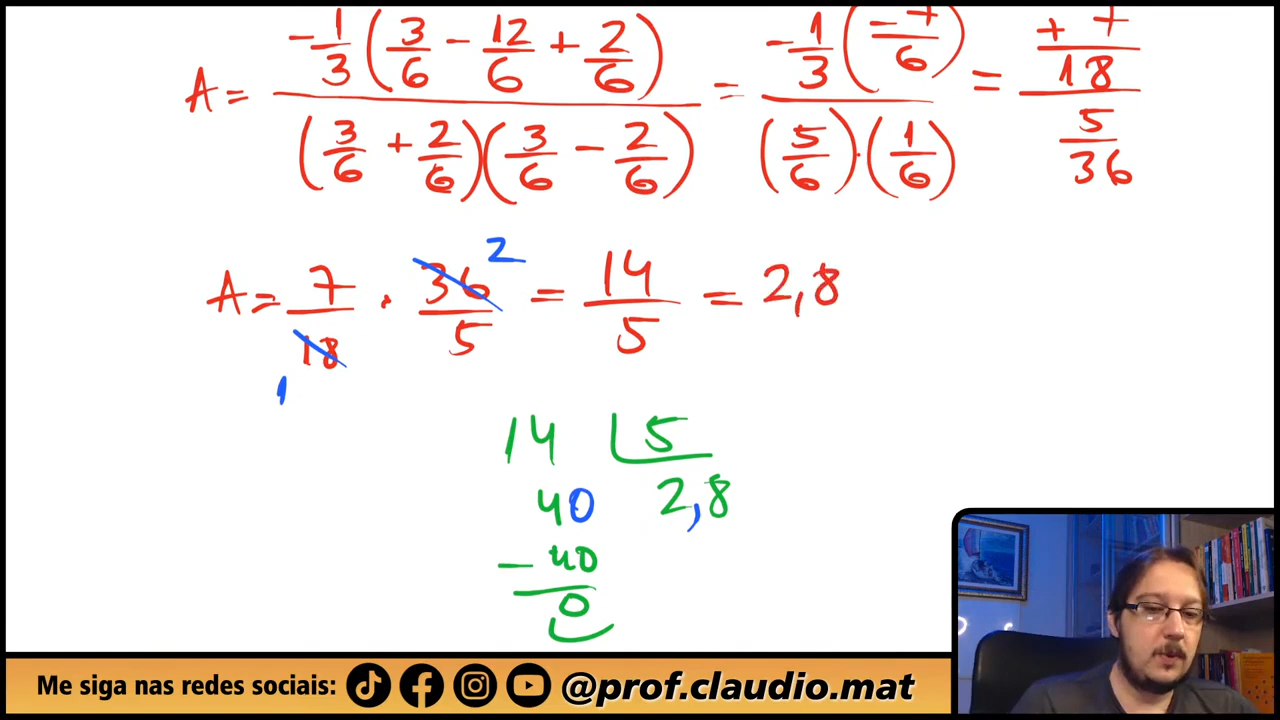 A = -1/3 (3/6 - 12/6 + 2/6) / (3/6 + 2/6)(3/6 - 2/6) = -1/3 (-7/6) / (5/6)·(1/6) = + 7/18 / 5/36
A = 7/18 · 36/5 = 14/5 = 2,8
2
1
14 5
40 2,8
- 40
0
Me siga nas redes sociais: @prof.claudio.mat